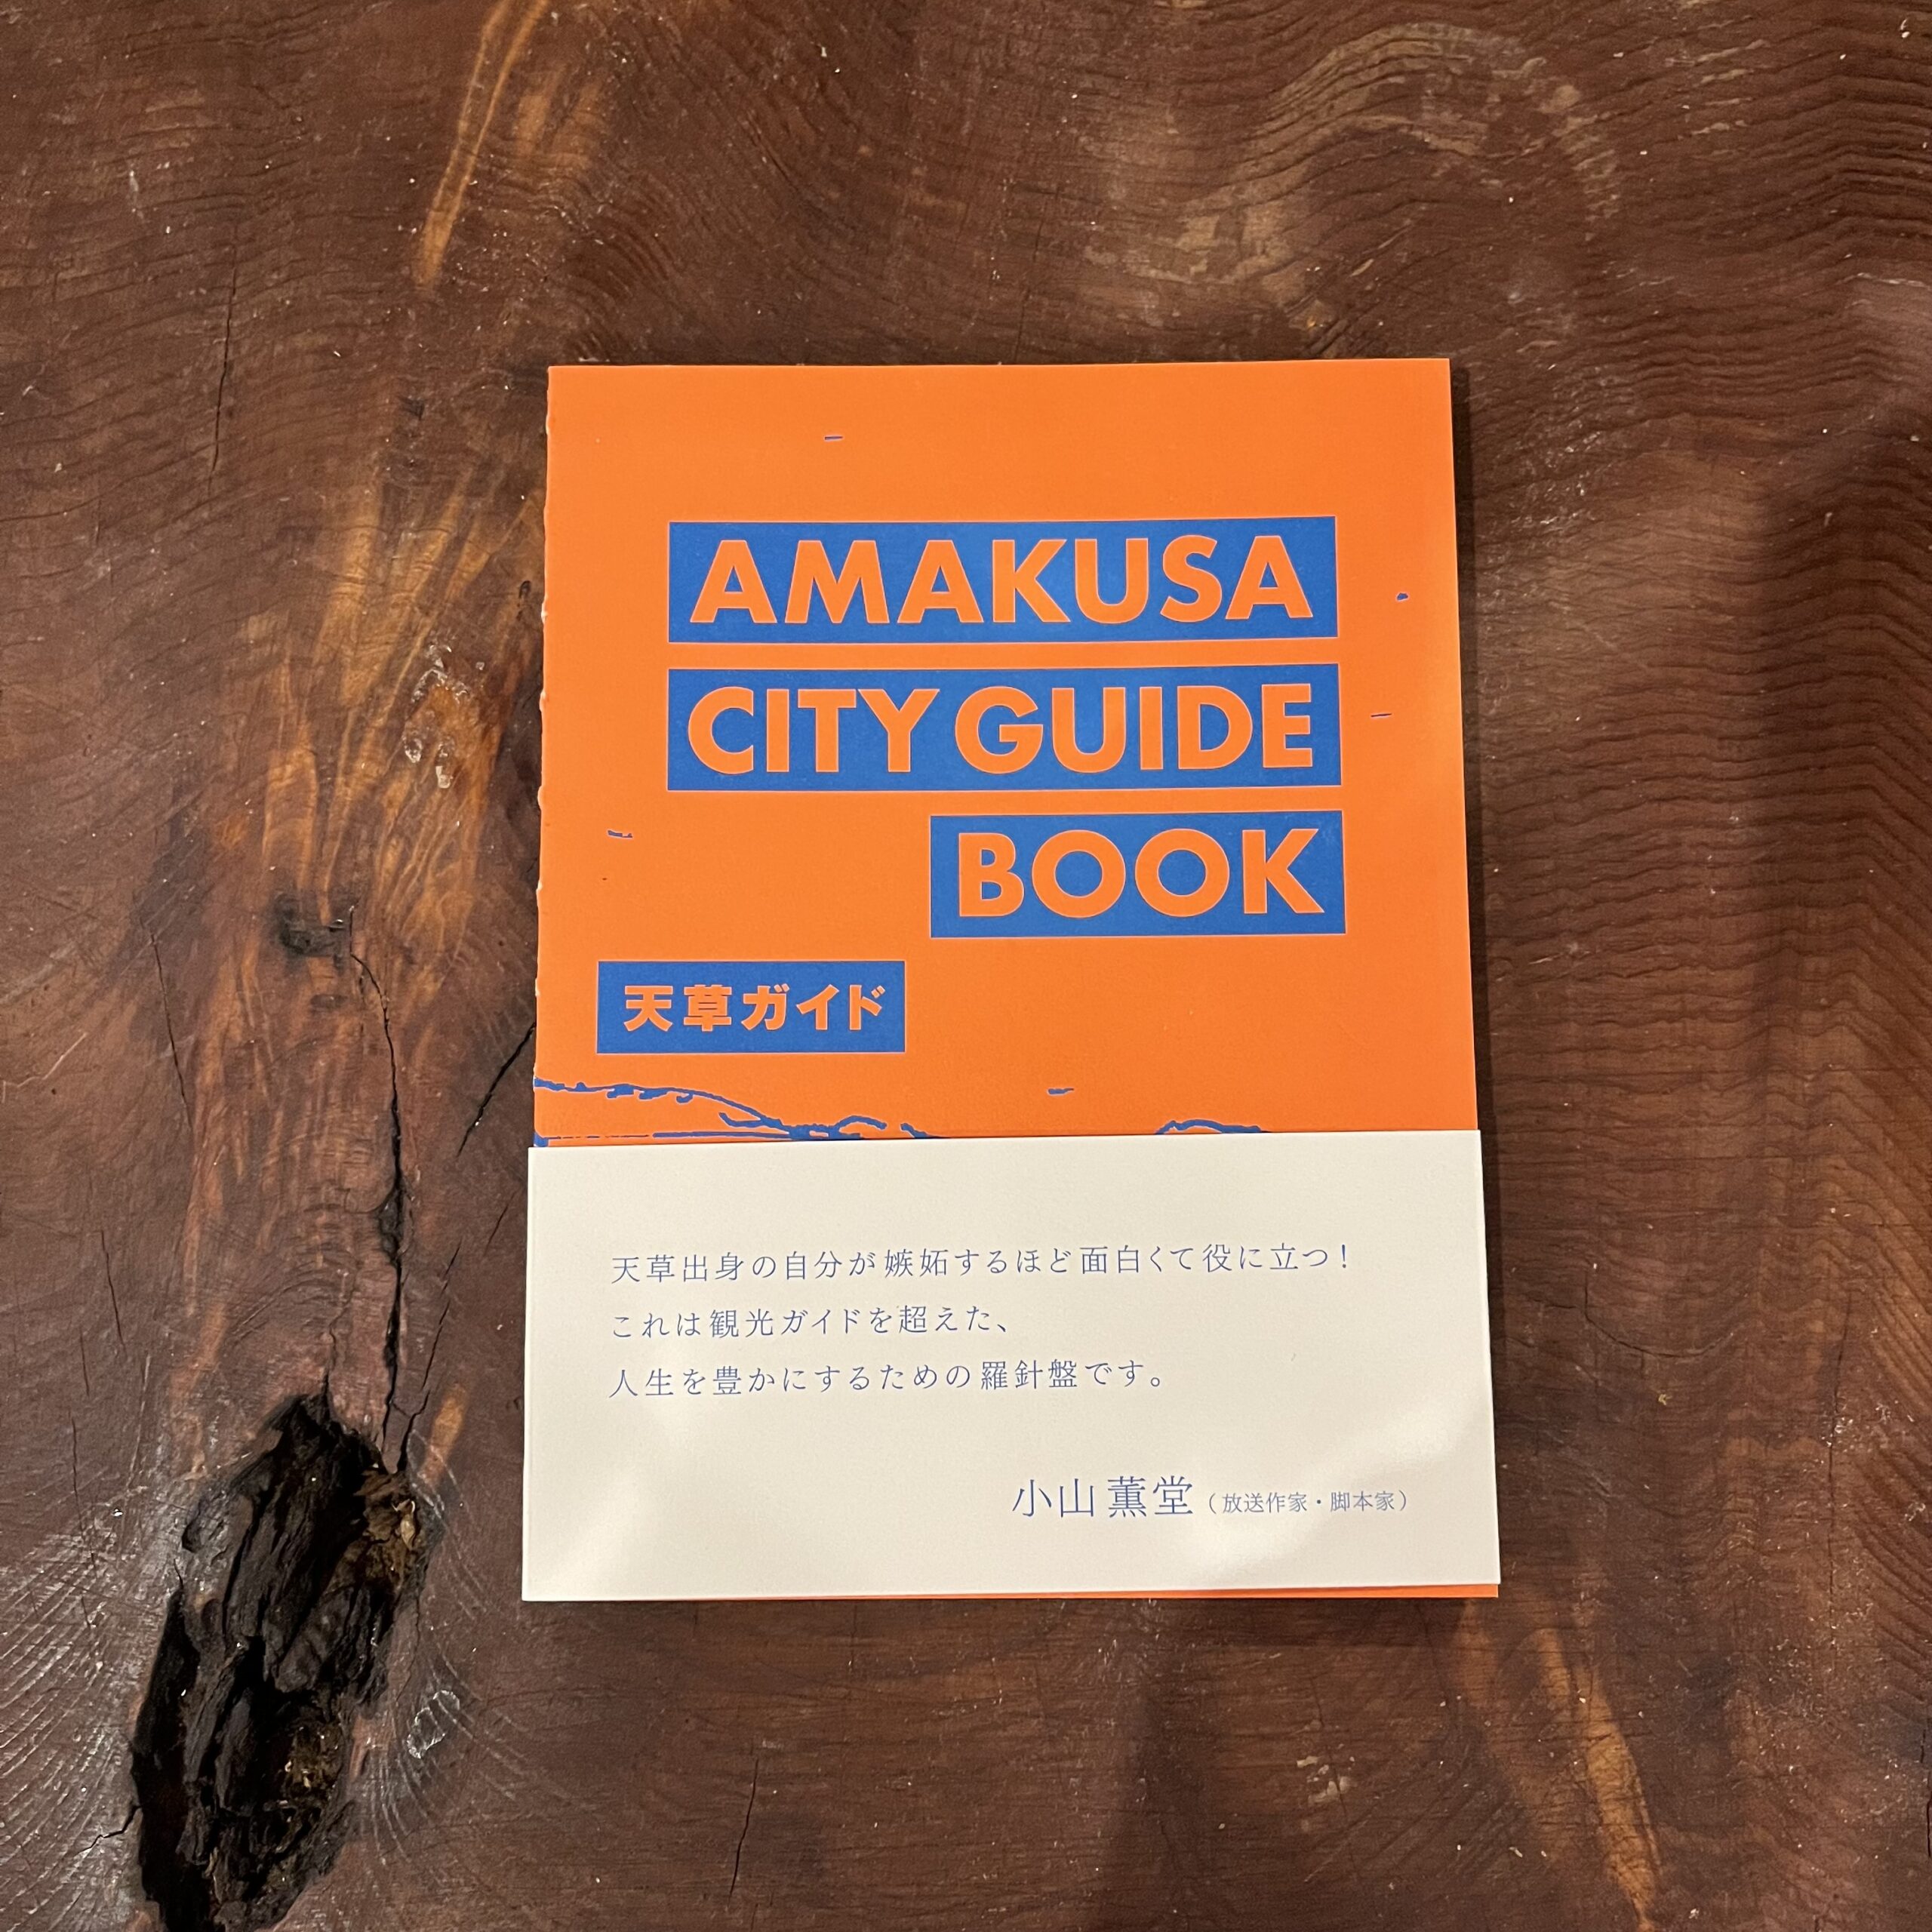 AMAKUSA
CITY GUIDE
BOOK
天草ガイド
天草出身の自分が嫉妬するほど面白くて役に立つ！
これは観光ガイドを超えた、
人生を豊かにするための羅針盤です。
小山 薫堂（放送作家・脚本家）